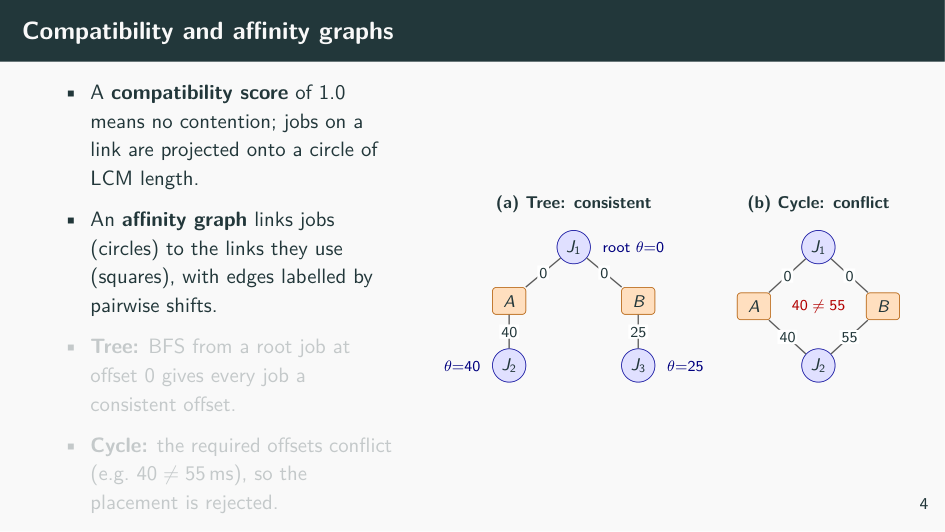 Compatibility and affinity graphs
▪ A compatibility score of 1.0
means no contention; jobs on a
link are projected onto a circle of
LCM length.
▪ An affinity graph links jobs
(circles) to the links they use
(squares), with edges labelled by
pairwise shifts.
▪ Tree: BFS from a root job at
offset 0 gives every job a
consistent offset.
▪ Cycle: the required offsets conflict
(e.g. 40 ≠ 55 ms), so the
placement is rejected.
(a) Tree: consistent
J₁ root θ=0
0 0
A B
40 25
θ=40 J₂ J₃ θ=25
(b) Cycle: conflict
J₁
0 0
A 40 ≠ 55 B
40 55
J₂
4